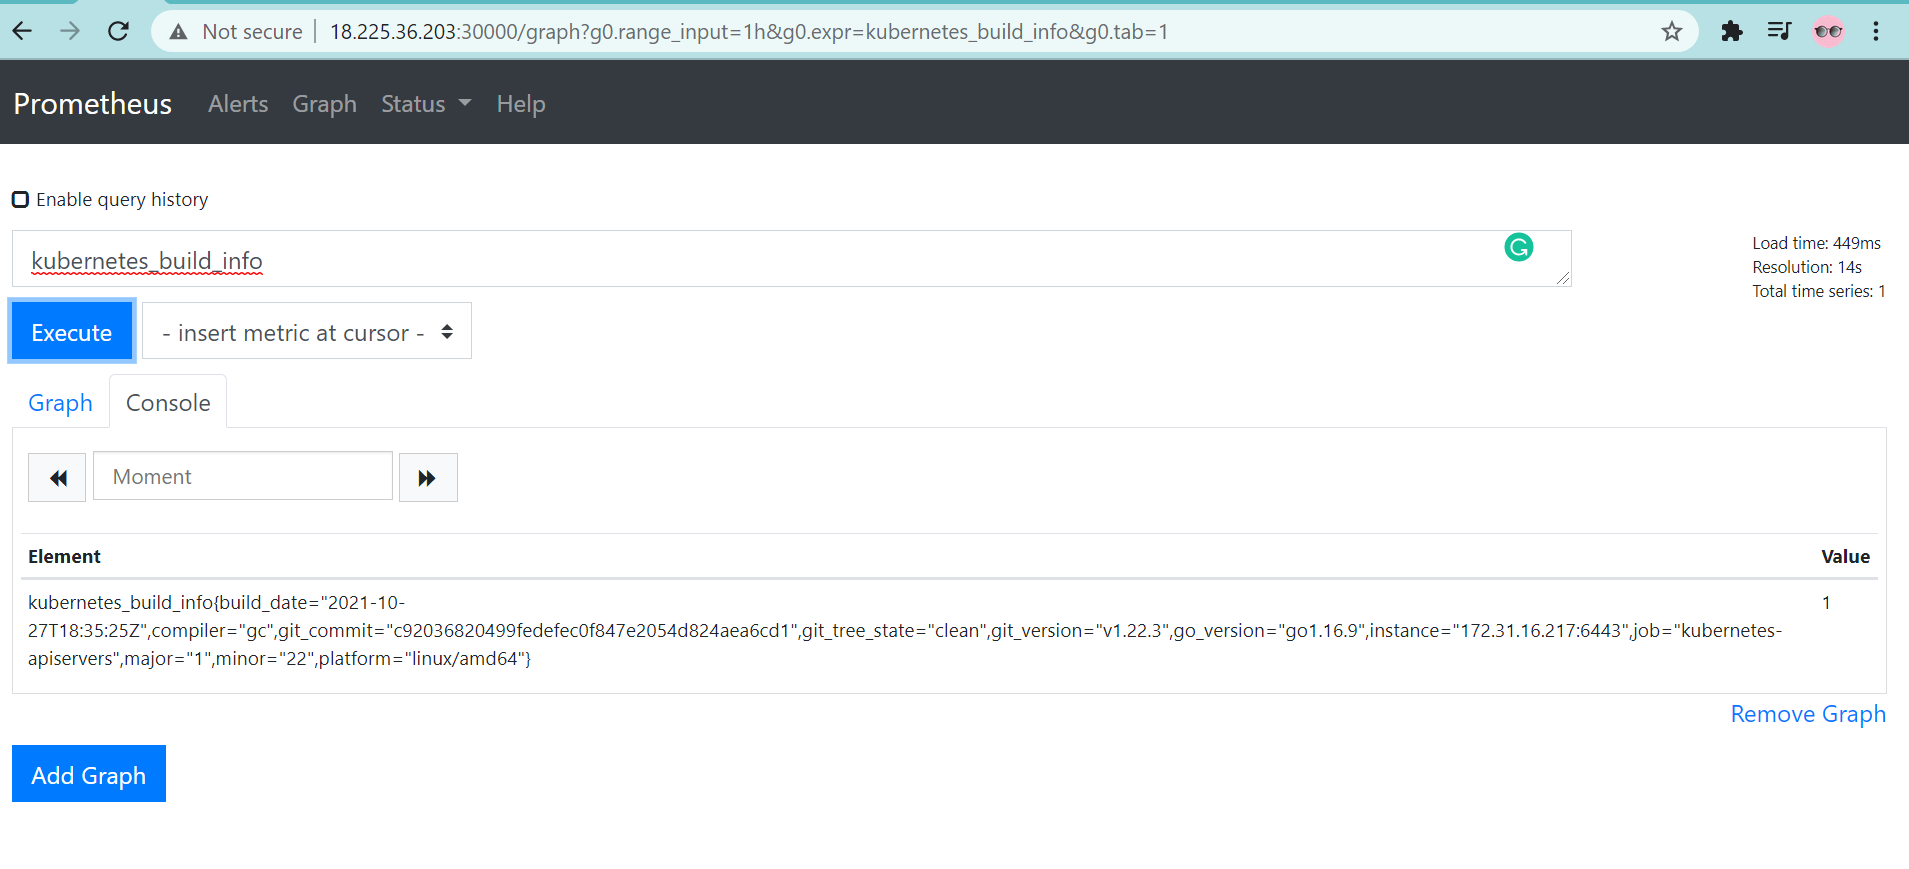 Not secure | 18.225.36.203:30000/graph?g0.range_input=1h&g0.expr=kubernetes_build_info&g0.tab=1
Prometheus Alerts Graph Status Help
Enable query history
kubernetes_build_info
Load time: 449ms
Resolution: 14s
Total time series: 1
Execute - insert metric at cursor -
Graph Console
Moment
Element Value
kubernetes_build_info{build_date="2021-10- 1
27T18:35:25Z",compiler="gc",git_commit="c92036820499fedefec0f847e2054d824aea6cd1",git_tree_state="clean",git_version="v1.22.3",go_version="go1.16.9",instance="172.31.16.217:6443",job="kubernetes-
apiservers",major="1",minor="22",platform="linux/amd64"}
Remove Graph
Add Graph